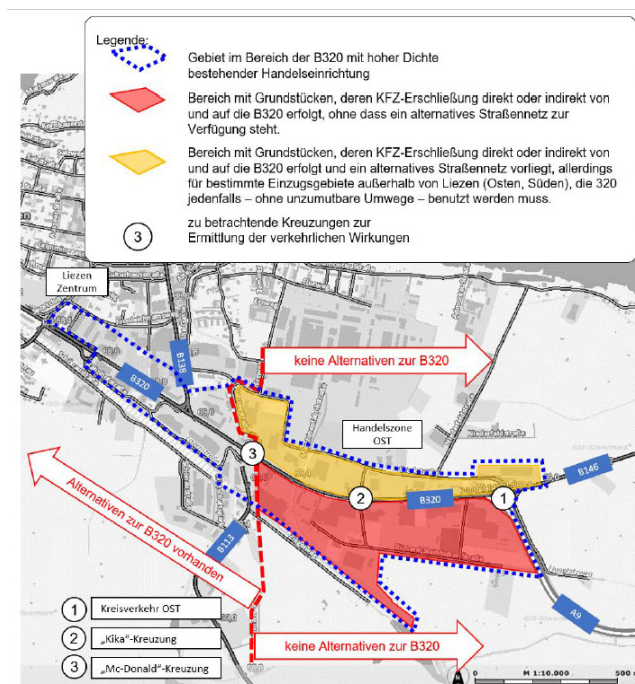 Legende:
Gebiet im Bereich der B320 mit hoher Dichte
bestehender Handelseinrichtung
Bereich mit Grundstücken, deren KFZ-Erschließung direkt oder indirekt von
und auf die B320 erfolgt, ohne dass ein alternatives Straßennetz zur
Verfügung steht.
Bereich mit Grundstücken, deren KFZ-Erschließung direkt oder indirekt von
und auf die B320 erfolgt und ein alternatives Straßennetz vorliegt, allerdings
für bestimmte Einzugsgebiete außerhalb von Liezen (Osten, Süden), die 320
jedenfalls – ohne unzumutbare Umwege – benutzt werden muss.
3
zu betrachtende Kreuzungen zur
Ermittlung der verkehrlichen Wirkungen
Liezen
Zentrum
B138
B320
keine Alternativen zur B320
Handelszone
OST
3
2
B320
1
B146
Alternativen zur B320 vorhanden
B113
A9
1 Kreisverkehr OST
2 „Kika"-Kreuzung
3 „Mc-Donald"-Kreuzung
keine Alternativen zur B320
M 1:10.000
500